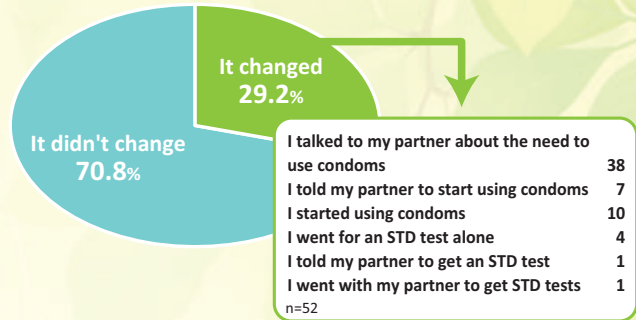 It changed
29.2%
It didn't change
70.8%
I talked to my partner about the need to
use condoms 38
I told my partner to start using condoms 7
I started using condoms 10
I went for an STD test alone 4
I told my partner to get an STD test 1
I went with my partner to get STD tests 1
n=52